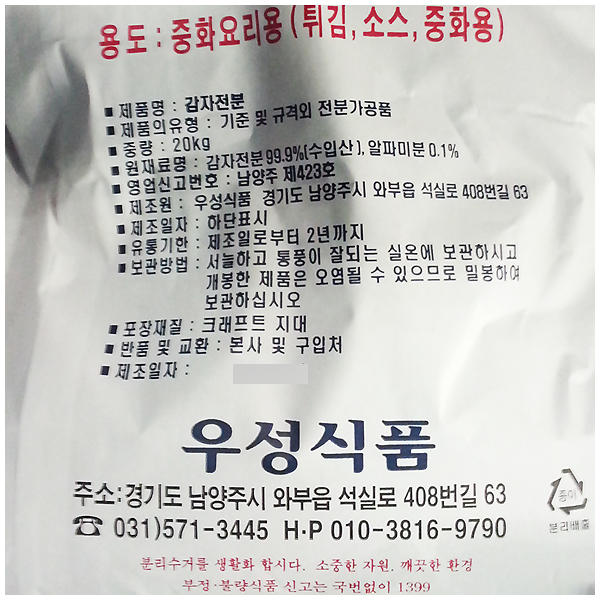 용도 : 중화요리용 (튀김, 소스, 중화용)
■ 제품명 : 감자전분
■ 제품의유형 : 기준 및 규격외 전분가공품
■ 중량 : 20kg
■ 원재료명 : 감자전분 99.9%(수입산), 알파미분 0.1%
■ 영업신고번호 : 남양주 제423호
■ 제조원 : 우성식품 경기도 남양주시 와부읍 석실로 408번길 63
■ 제조일자 : 하단표시
■ 유통기한 : 제조일로부터 2년까지
■ 보관방법 : 서늘하고 통풍이 잘되는 실온에 보관하시고
개봉한 제품은 오염될 수 있으므로 밀봉하여
보관하십시오
■ 포장재질 : 크래프트 지대
■ 반품 및 교환 : 본사 및 구입처
■ 제조일자 :
우성식품
주소:경기도 남양주시 와부읍 석실로 408번길 63
☎ 031)571-3445 H·P 010-3816-9790
종이
분리배출
분리수거를 생활화 합시다. 소중한 자원, 깨끗한 환경
부정·불량식품 신고는 국번없이 1399